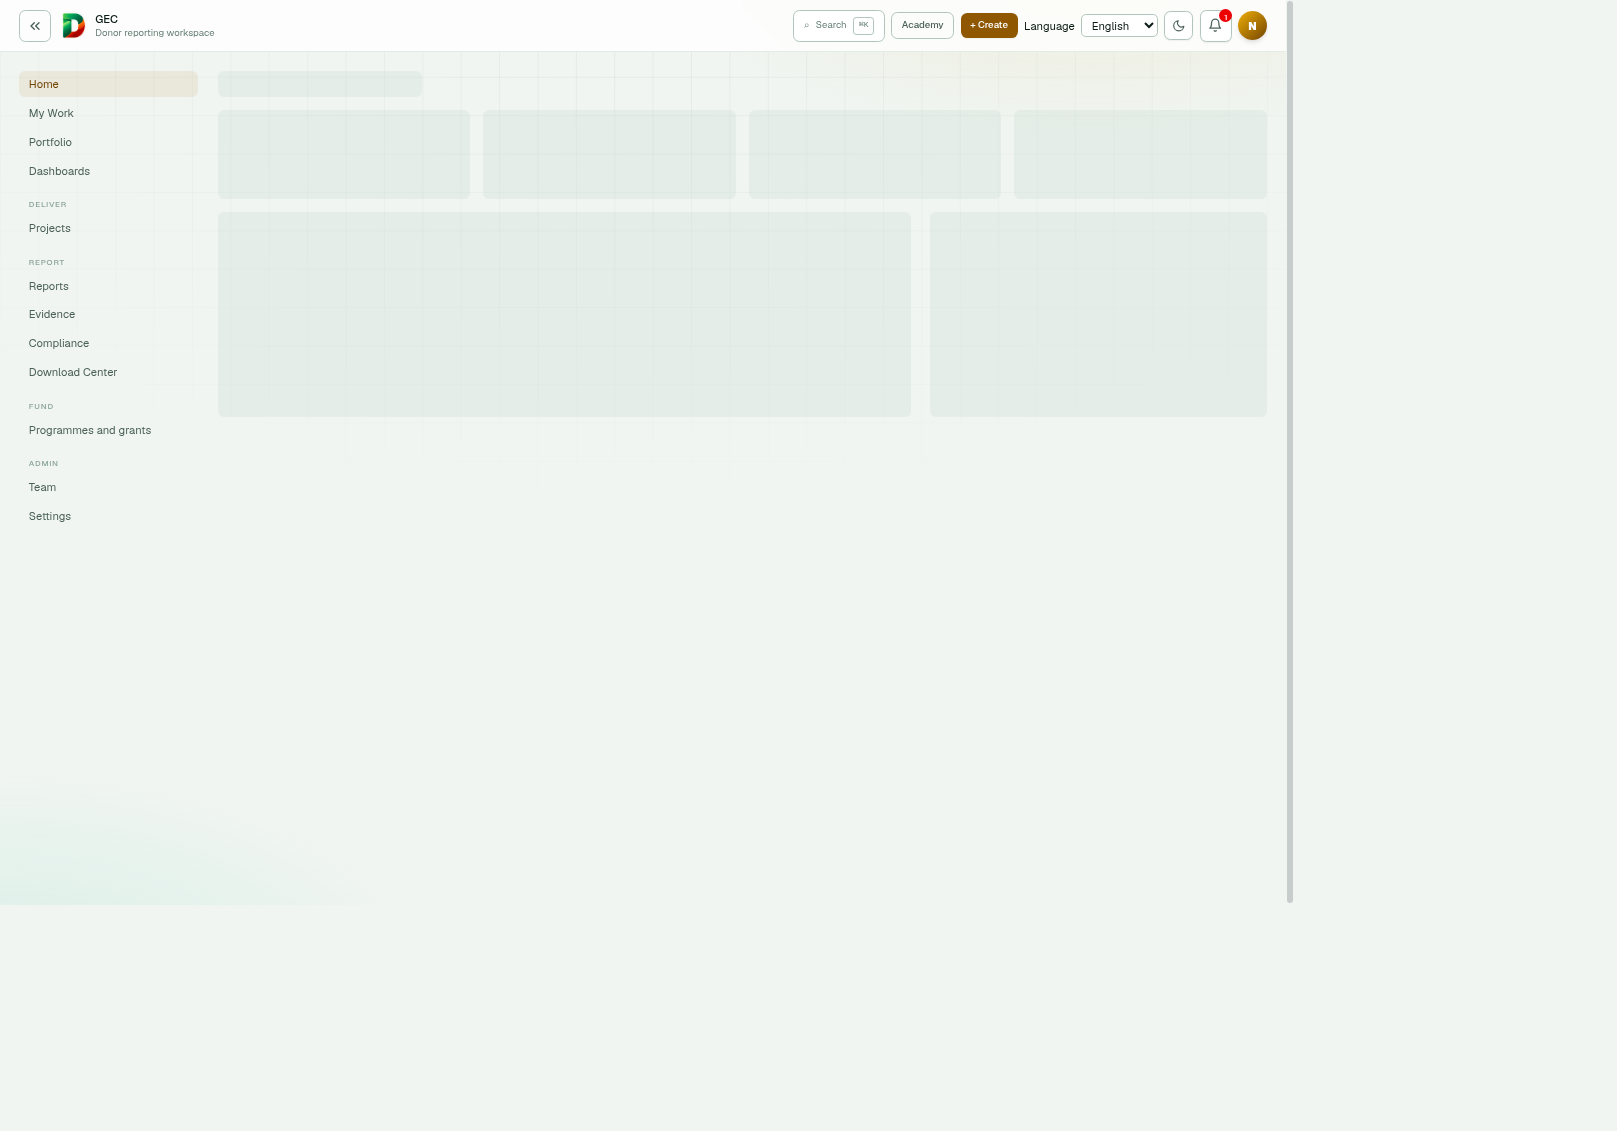 GEC
Donor reporting workspace
Search ⌘K
Academy
+ Create
Language
English
1
N
Home
My Work
Portfolio
Dashboards
DELIVER
Projects
REPORT
Reports
Evidence
Compliance
Download Center
FUND
Programmes and grants
ADMIN
Team
Settings